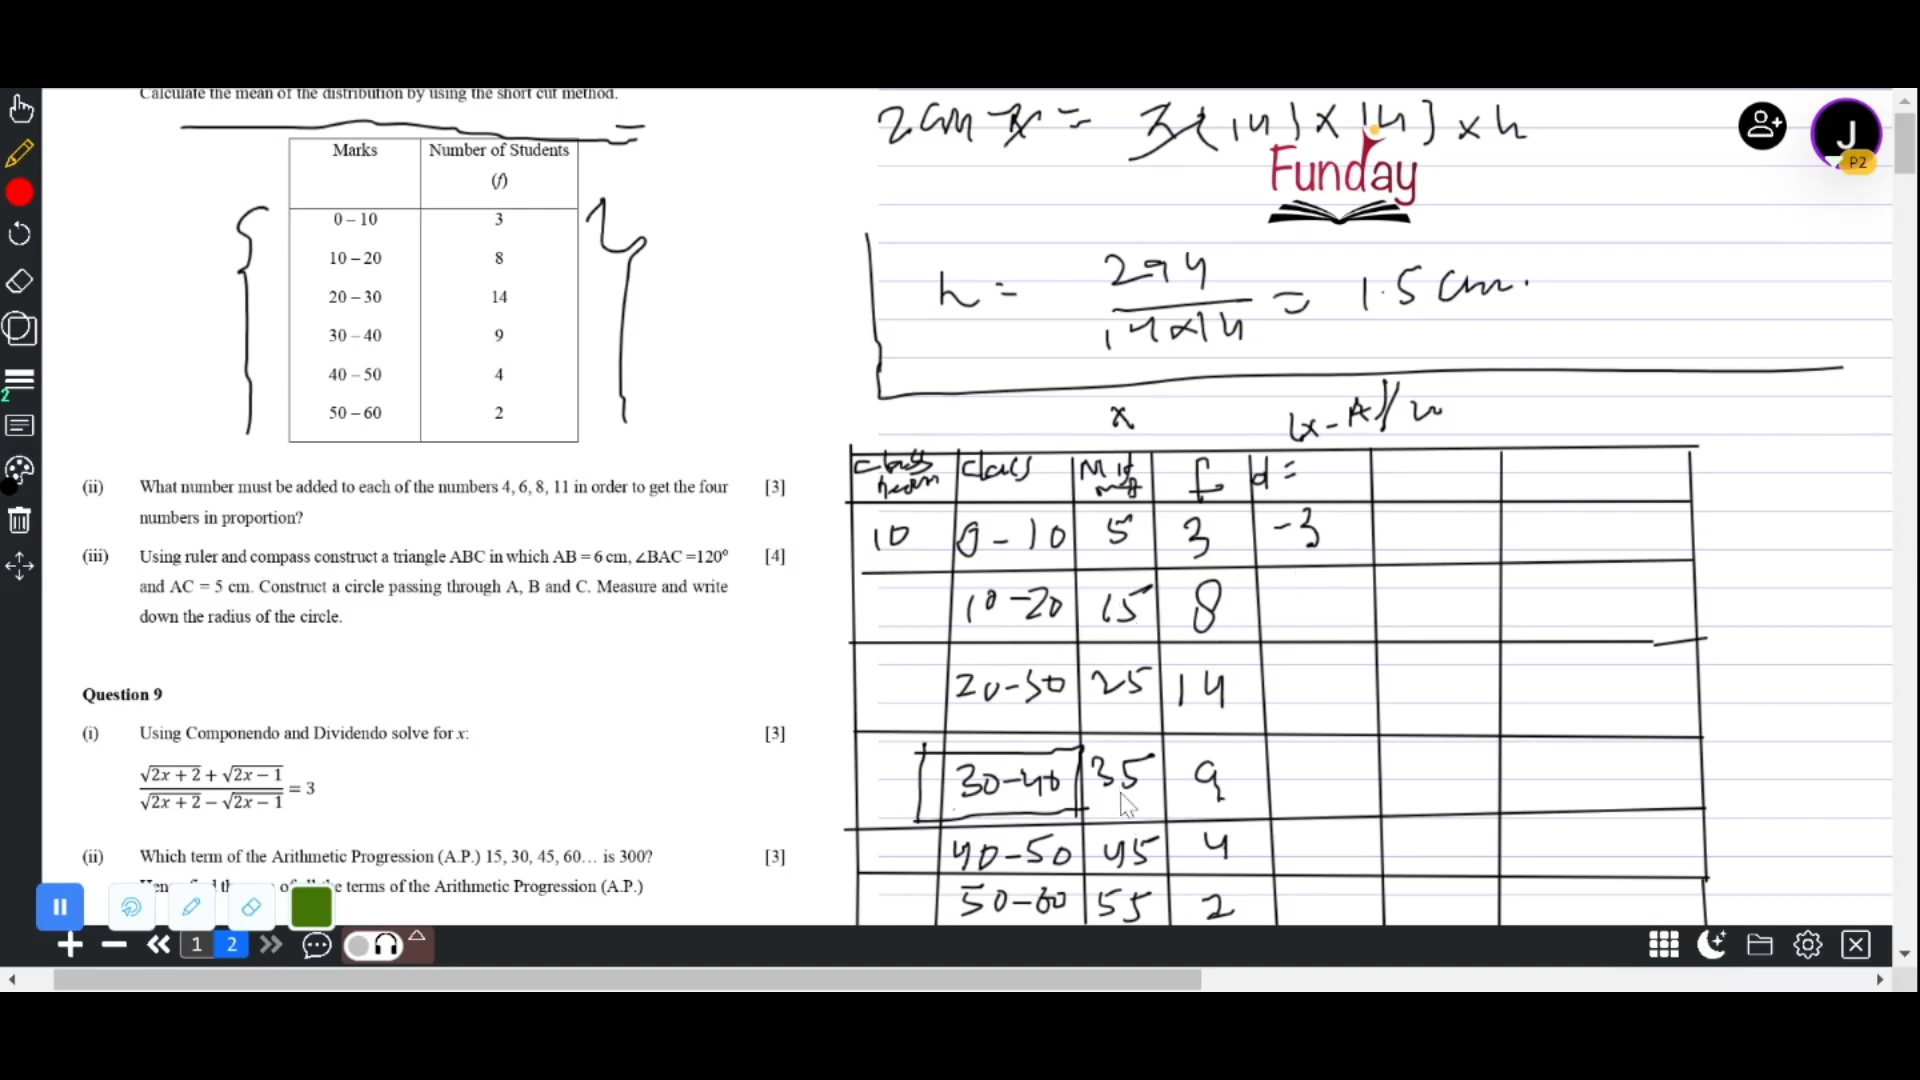 Calculate the mean of the distribution by using the short cut method.
Marks Number of Students
(f)
0 – 10 3
10 – 20 8
20 – 30 14
30 – 40 9
40 – 50 4
50 – 60 2
(ii) What number must be added to each of the numbers 4, 6, 8, 11 in order to get the four [3]
numbers in proportion?
(iii) Using ruler and compass construct a triangle ABC in which AB = 6 cm, ∠BAC =120° [4]
and AC = 5 cm. Construct a circle passing through A, B and C. Measure and write
down the radius of the circle.
Question 9
(i) Using Componendo and Dividendo solve for x: [3]
√2x + 2 + √2x − 1
√2x + 2 − √2x − 1 = 3
(ii) Which term of the Arithmetic Progression (A.P.) 15, 30, 45, 60… is 300? [3]
of all the terms of the Arithmetic Progression (A.P.)
1 2
2
J
P2
Funday
(14) × 14) × h
h = 294 / 14×14 = 1.5 cm.
x (x-A)/
class class f d =
10 0-10 5 3 -3
10-20 15 8
20-30 25 14
30-40 35 9
40-50 45 4
50-60 55 2